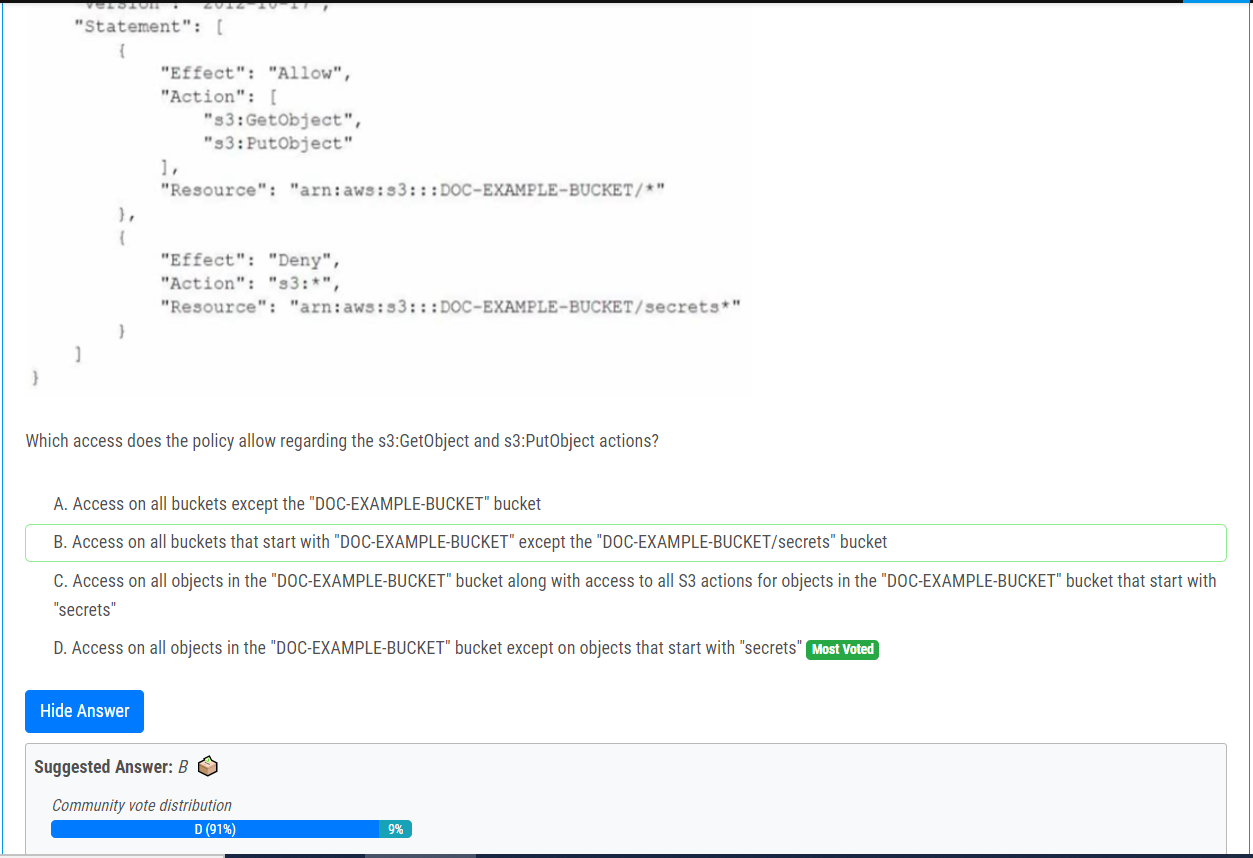 "Version": "2012-10-17",
"Statement": [
{
"Effect": "Allow",
"Action": [
"s3:GetObject",
"s3:PutObject"
],
"Resource": "arn:aws:s3:::DOC-EXAMPLE-BUCKET/*"
},
{
"Effect": "Deny",
"Action": "s3:*",
"Resource": "arn:aws:s3:::DOC-EXAMPLE-BUCKET/secrets*"
}
]
}
Which access does the policy allow regarding the s3:GetObject and s3:PutObject actions?
A. Access on all buckets except the "DOC-EXAMPLE-BUCKET" bucket
B. Access on all buckets that start with "DOC-EXAMPLE-BUCKET" except the "DOC-EXAMPLE-BUCKET/secrets" bucket
C. Access on all objects in the "DOC-EXAMPLE-BUCKET" bucket along with access to all S3 actions for objects in the "DOC-EXAMPLE-BUCKET" bucket that start with
"secrets"
D. Access on all objects in the "DOC-EXAMPLE-BUCKET" bucket except on objects that start with "secrets" Most Voted
Hide Answer
Suggested Answer: B
Community vote distribution
D (91%) 9%